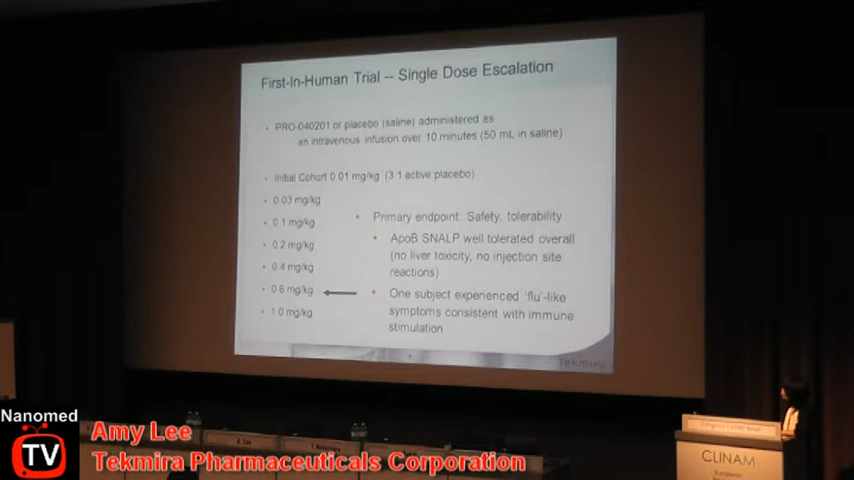 First-In-Human Trial -- Single Dose Escalation
PRO-040201 or placebo (saline) administered as
an intravenous infusion over 10 minutes (50 mL in saline)
Initial Cohort 0.01 mg/kg (3:1 active:placebo)
0.03 mg/kg
0.1 mg/kg
0.2 mg/kg
0.4 mg/kg
0.6 mg/kg
1.0 mg/kg
Primary endpoint: Safety, tolerability
ApoB SNALP well tolerated overall
(no liver toxicity, no injection site
reactions)
One subject experienced 'flu'-like
symptoms consistent with immune
stimulation
Tekmira
CLINAM
Nanomed
TV
Amy Lee
Tekmira Pharmaceuticals Corporation